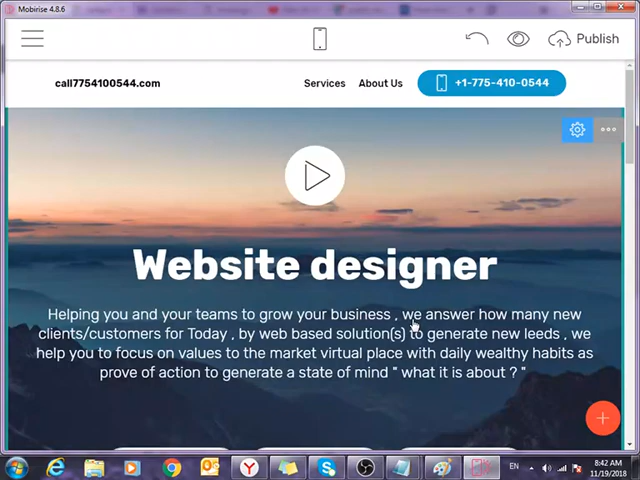 Mobirise 4.8.6
Publish
call7754100544.com
Services
About Us
+1-775-410-0544
Website designer
Helping you and your teams to grow your business , we answer how many new
clients/customers for Today , by web based solution(s) to generate new leeds , we
help you to focus on values to the market virtual place with daily wealthy habits as
prove of action to generate a state of mind " what it is about ? "
EN
8:42 AM
11/19/2018